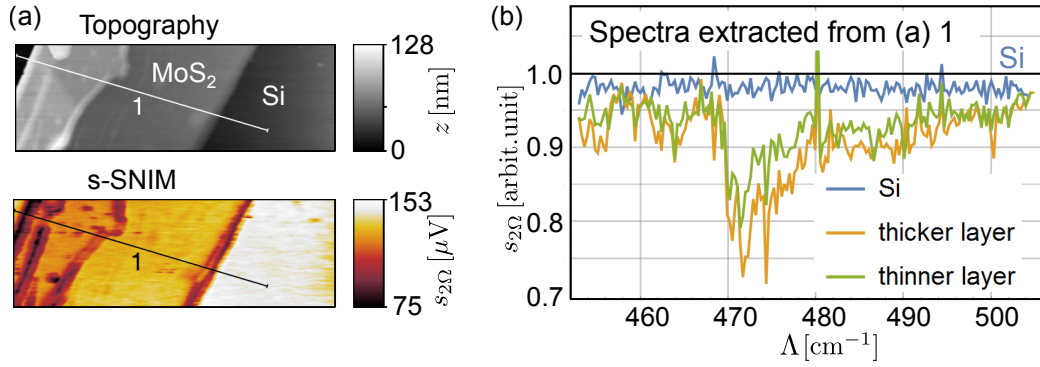 (a)
Topography
MoS₂
1
Si
128
z [nm]
0
s-SNIM
1
153
s₂Ω [μV]
75
(b)
Spectra extracted from (a) 1
Si
1.0
0.9
0.8
0.7
s₂Ω [arbit.unit]
Si
thicker layer
thinner layer
460
470
480
490
500
Λ [cm⁻¹]